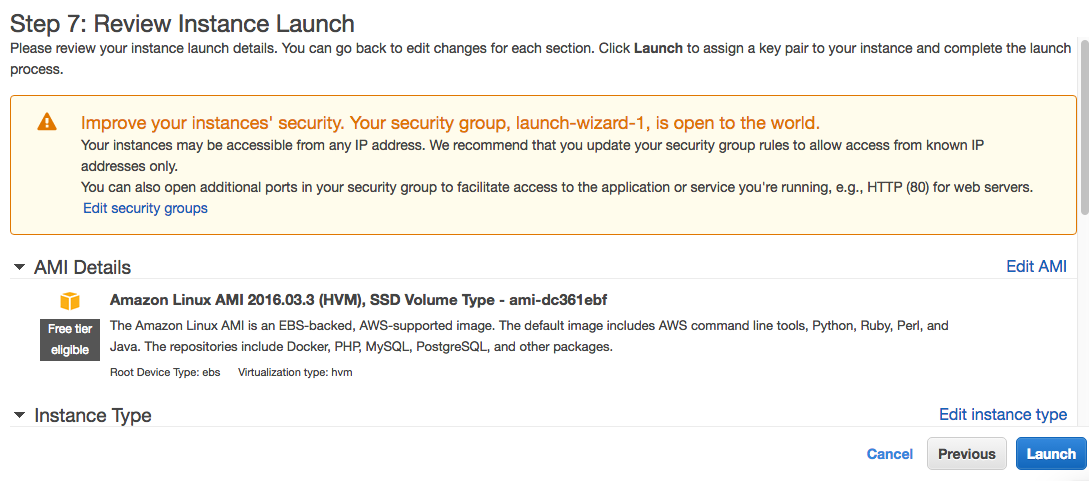 Step 7: Review Instance Launch
Please review your instance launch details. You can go back to edit changes for each section. Click Launch to assign a key pair to your instance and complete the launch
process.
Improve your instances' security. Your security group, launch-wizard-1, is open to the world.
Your instances may be accessible from any IP address. We recommend that you update your security group rules to allow access from known IP
addresses only.
You can also open additional ports in your security group to facilitate access to the application or service you're running, e.g., HTTP (80) for web servers.
Edit security groups
AMI Details
Edit AMI
Amazon Linux AMI 2016.03.3 (HVM), SSD Volume Type - ami-dc361ebf
Free tier
eligible
The Amazon Linux AMI is an EBS-backed, AWS-supported image. The default image includes AWS command line tools, Python, Ruby, Perl, and
Java. The repositories include Docker, PHP, MySQL, PostgreSQL, and other packages.
Root Device Type: ebs Virtualization type: hvm
Instance Type
Edit instance type
Cancel Previous Launch